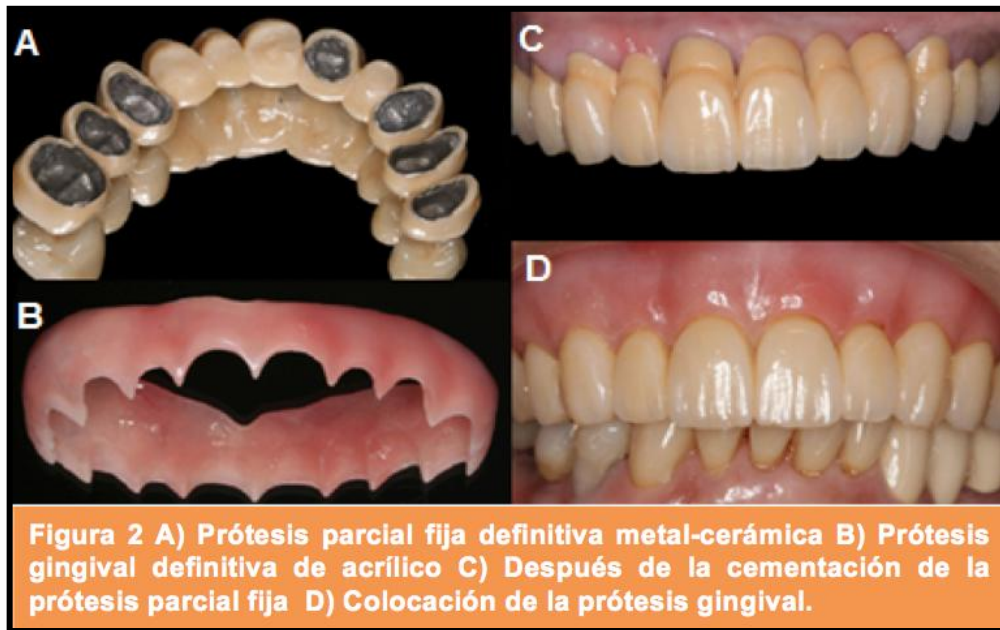 A
C
B
D
Figura 2 A) Prótesis parcial fija definitiva metal-cerámica B) Prótesis
gingival definitiva de acrílico C) Después de la cementación de la
prótesis parcial fija D) Colocación de la prótesis gingival.